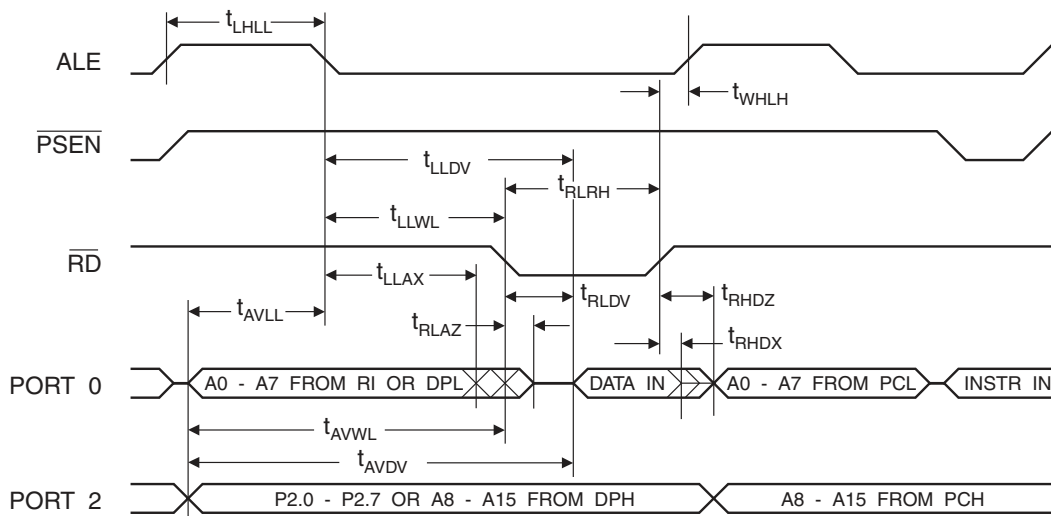 tLHLL
ALE
tWHLH
PSEN
tLLDV
tRLRH
tLLWL
RD
tLLAX
tRLDV
tRHDZ
tAVLL
tRLAZ
tRHDX
PORT 0
A0 - A7 FROM RI OR DPL
DATA IN
A0 - A7 FROM PCL
INSTR IN
tAVWL
tAVDV
PORT 2
P2.0 - P2.7 OR A8 - A15 FROM DPH
A8 - A15 FROM PCH